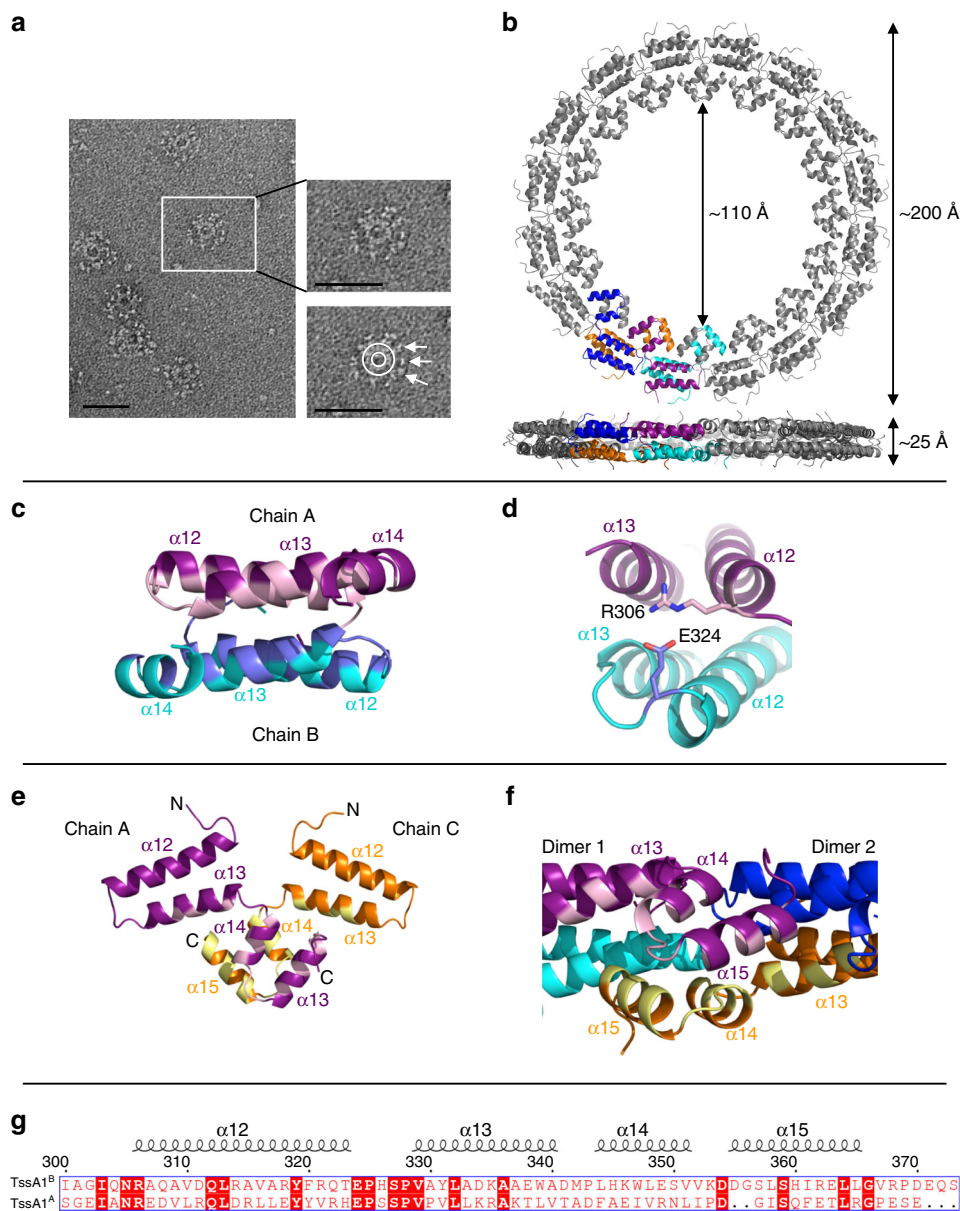 a
b
~110 Å
~200 Å
~25 Å
c
Chain A
α12
α13
α14
α14
α13
α12
Chain B
d
α13
α12
R306
E324
α13
α12
e
N
N
Chain A
Chain C
α12
α12
α13
α14
α14
α13
C
C
α15
α13
f
Dimer 1
α13
α14
Dimer 2
α15
α13
α15
α14
g
α12 α13 α14 α15
300 310 320 330 340 350 360 370
TssA1ᴮ IAGIQNRAQAVDQLRAVARYFRQTEPHSPVAYLADKAAEWADMPLHKWLESVVKDDGSLSHIRELLGVRPDEQS
TssA1ᴬ SGEIANREDVLRQLDRLLEYYVRHEPSSPVPVLLDRAKTLVTADFAEIVRNLIPD..GISQFETLRGPESE...